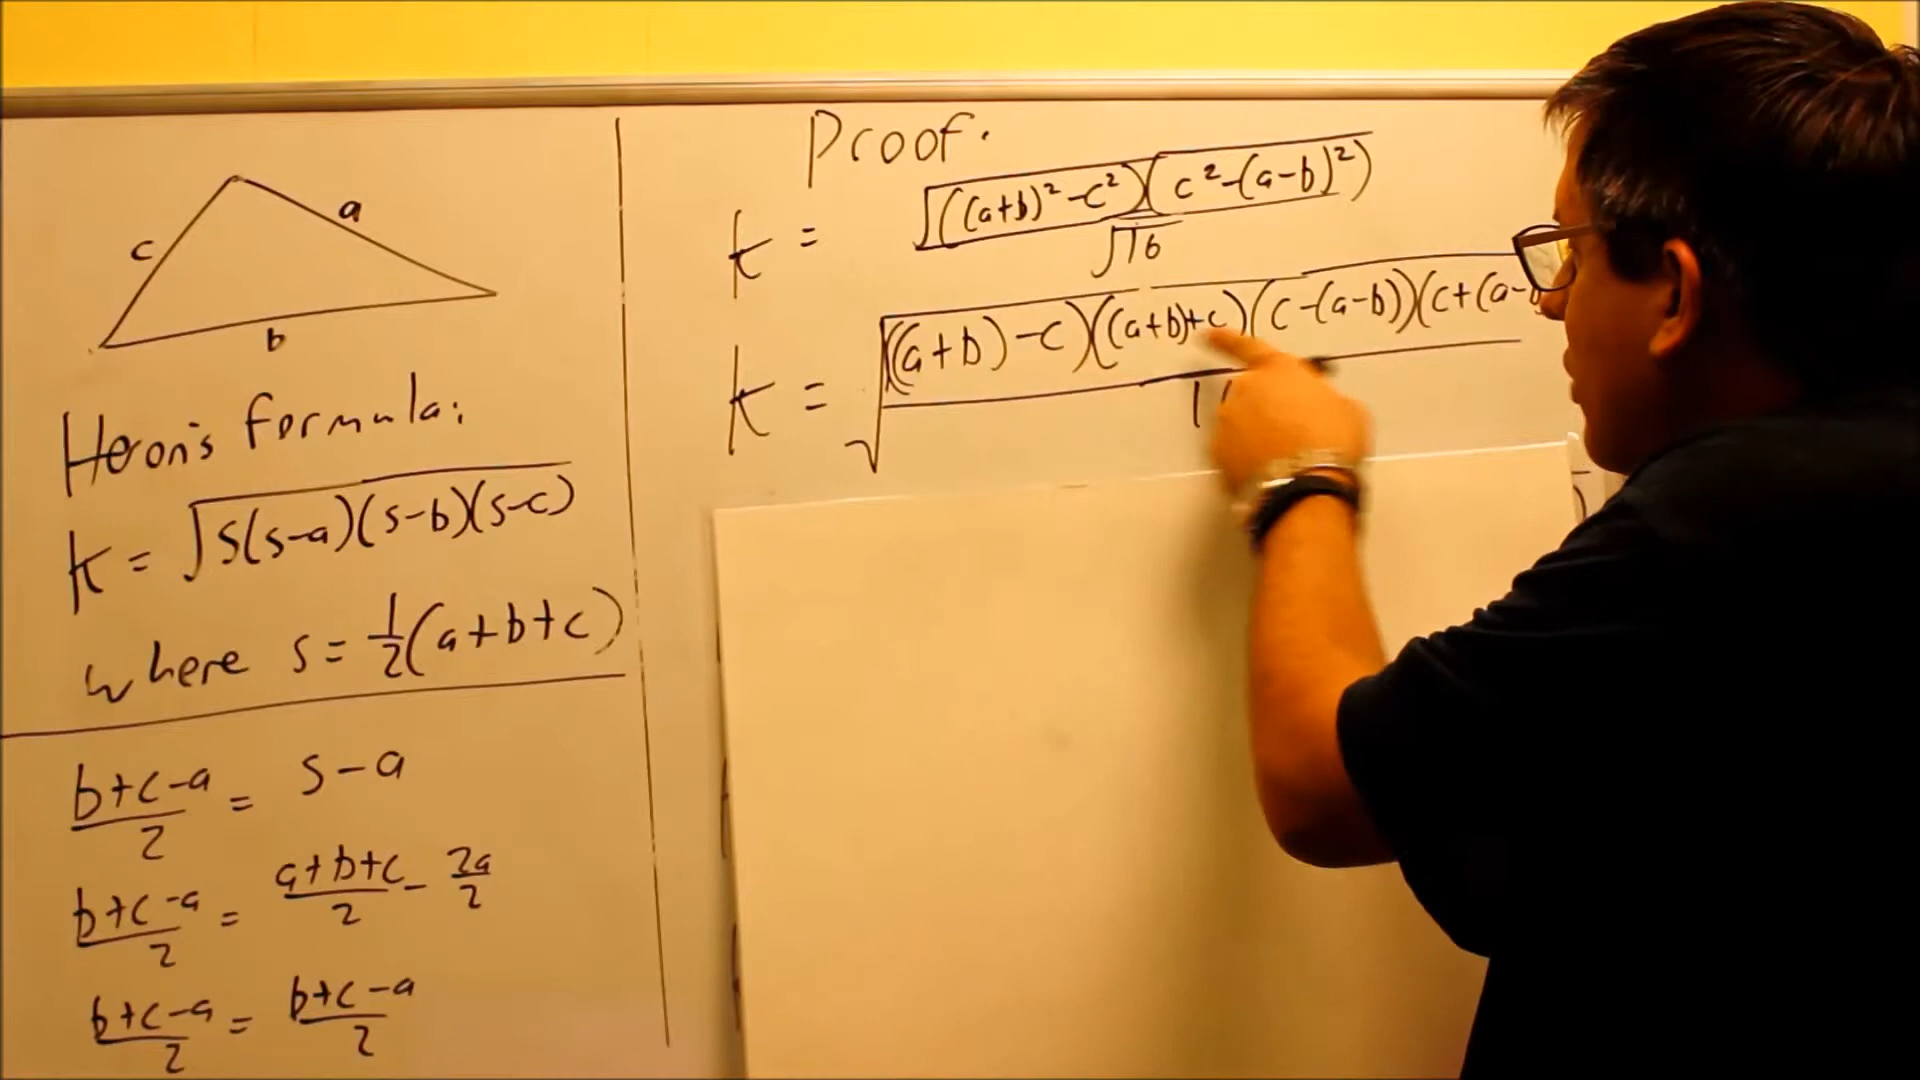 c
a
b
Heron's formula:
K = √s(s-a)(s-b)(s-c)
where s = 1/2 (a+b+c)
b+c-a/2 = s-a
b+c-a/2 = a+b+c/2 - 2a/2
b+c-a/2 = b+c-a/2
Proof.
K = √((a+b)²-c²)(c²-(a-b)²)
√16
K = √((a+b)-c)((a+b)+c)(c-(a-b))(c+(a-